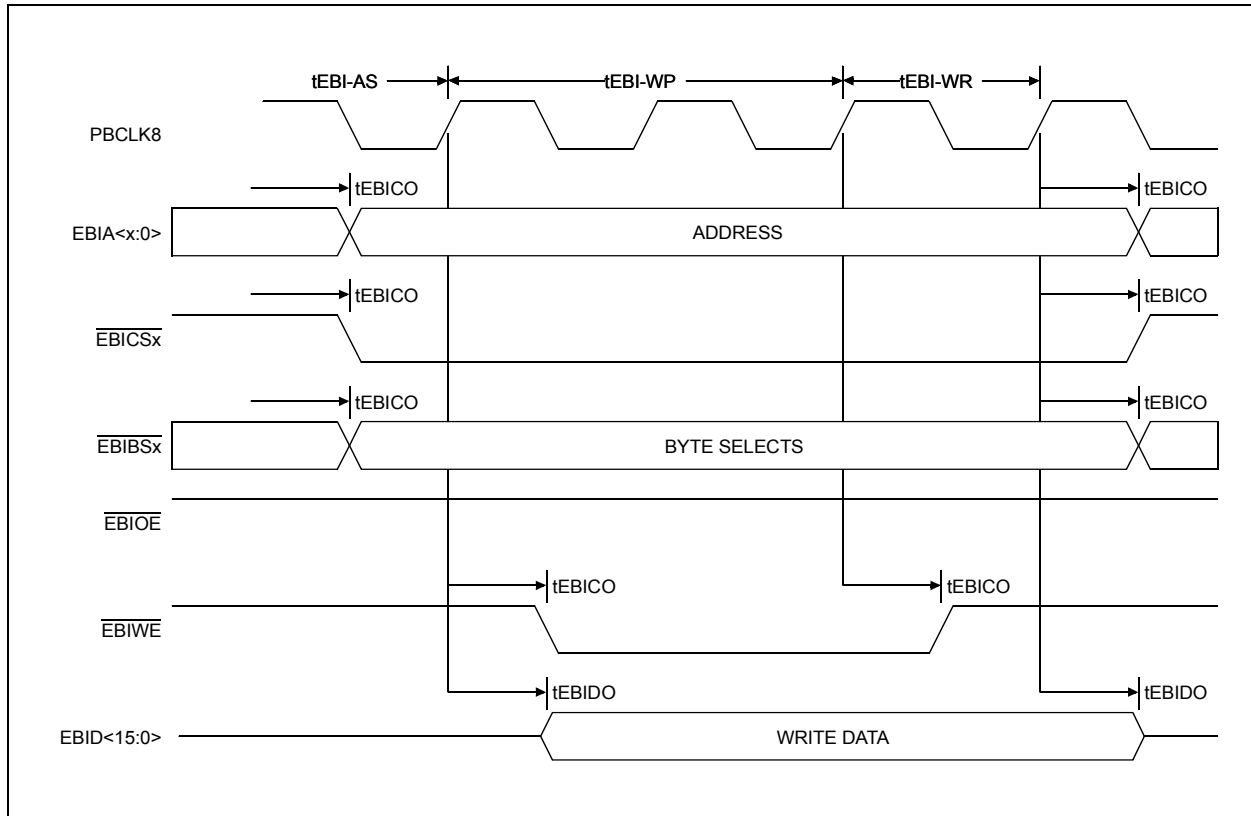 tEBI-AS tEBI-WP tEBI-WR
PBCLK8
tEBICO tEBICO
EBIA<x:0> ADDRESS
tEBICO tEBICO
EBICSx
tEBICO tEBICO
EBIBSx BYTE SELECTS
EBIOE
tEBICO tEBICO
EBIWE
tEBIDO tEBIDO
EBID<15:0> WRITE DATA